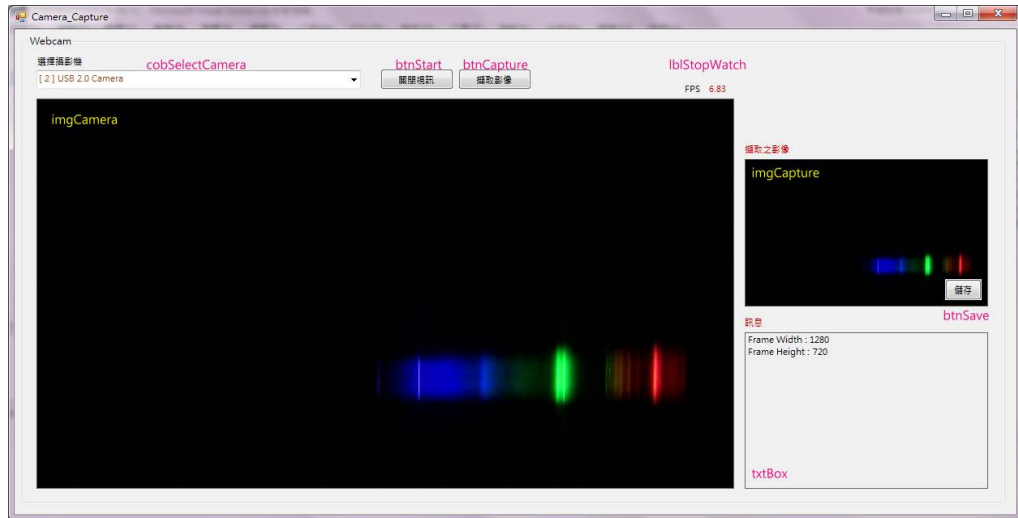 Camera_Capture
Webcam
選擇攝影機
cobSelectCamera
btnStart
btnCapture
lblStopWatch
[ 2 ] USB 2.0 Camera
關閉視訊
擷取影像
FPS 6.83
imgCamera
擷取之影像
imgCapture
儲存
btnSave
訊息
Frame Width : 1280
Frame Height : 720
txtBox